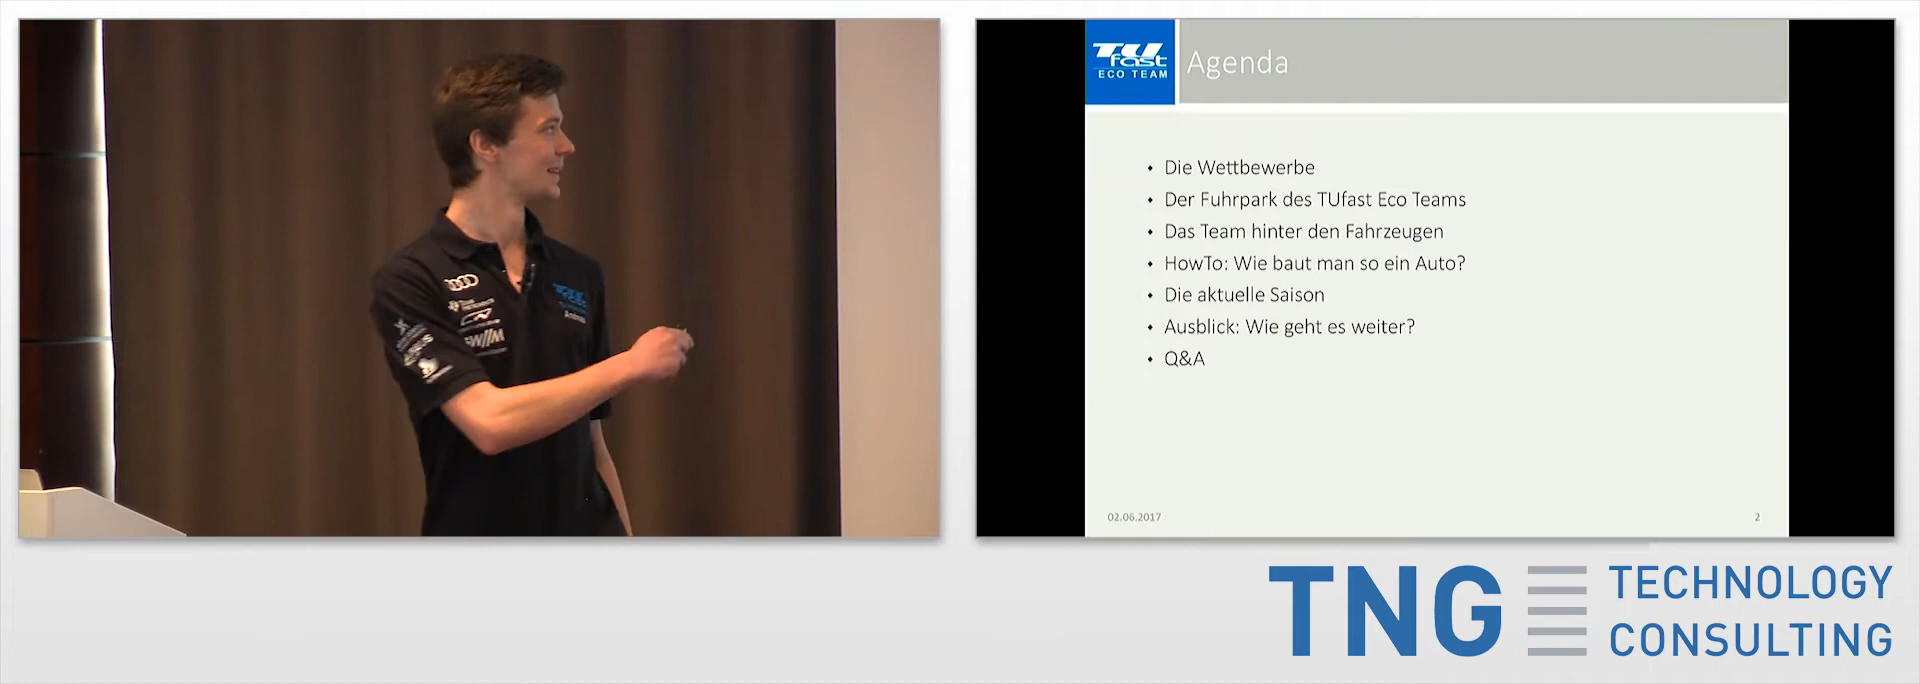 TUfast
ECO TEAM
Agenda
• Die Wettbewerbe
• Der Fuhrpark des TUfast Eco Teams
• Das Team hinter den Fahrzeugen
• HowTo: Wie baut man so ein Auto?
• Die aktuelle Saison
• Ausblick: Wie geht es weiter?
• Q&A
02.06.2017
2
TNG TECHNOLOGY
CONSULTING